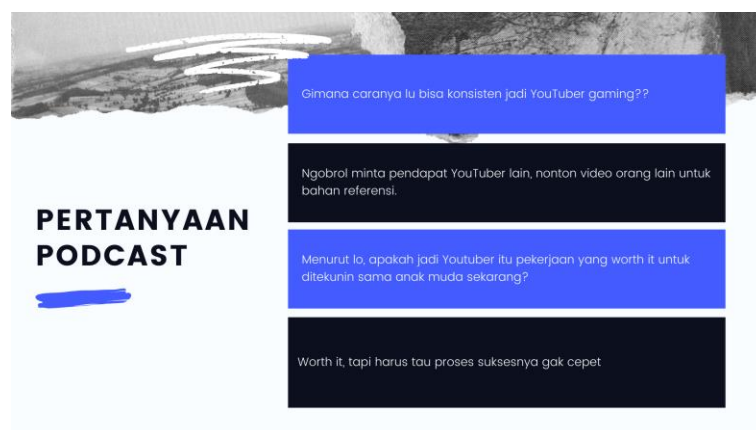 PERTANYAAN
PODCAST
Gimana caranya lu bisa konsisten jadi YouTuber gaming??
Ngobrol minta pendapat YouTuber lain, nonton video orang lain untuk
bahan referensi.
Menurut lo, apakah jadi Youtuber itu pekerjaan yang worth it untuk
ditekunin sama anak muda sekarang?
Worth it, tapi harus tau proses suksesnya gak cepet